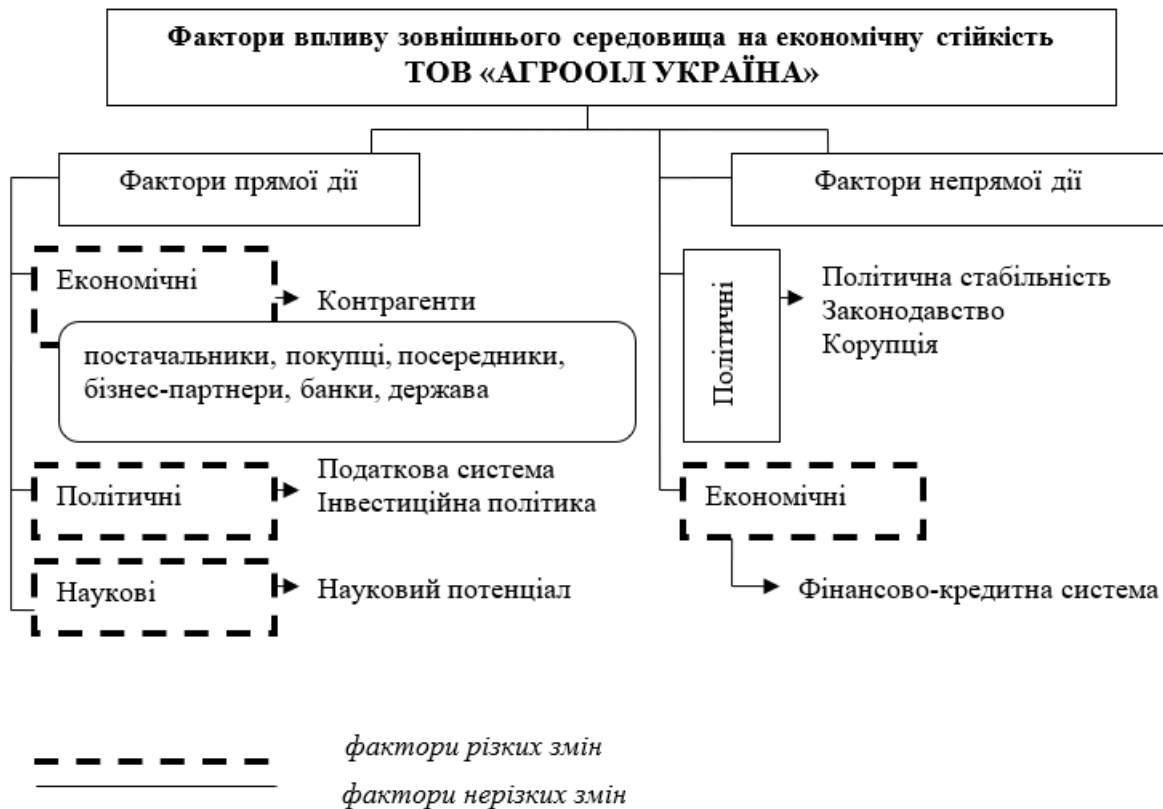 Фактори впливу зовнішнього середовища на економічну стійкість
ТОВ «АГРООІЛ УКРАЇНА»
Фактори прямої дії
Фактори непрямої дії
Економічні
Контрагенти
постачальники, покупці, посередники,
бізнес-партнери, банки, держава
Політичні
Податкова система
Інвестиційна політика
Наукові
Науковий потенціал
Політичні
Політична стабільність
Законодавство
Корупція
Економічні
Фінансово-кредитна система
фактори різких змін
фактори нерізких змін